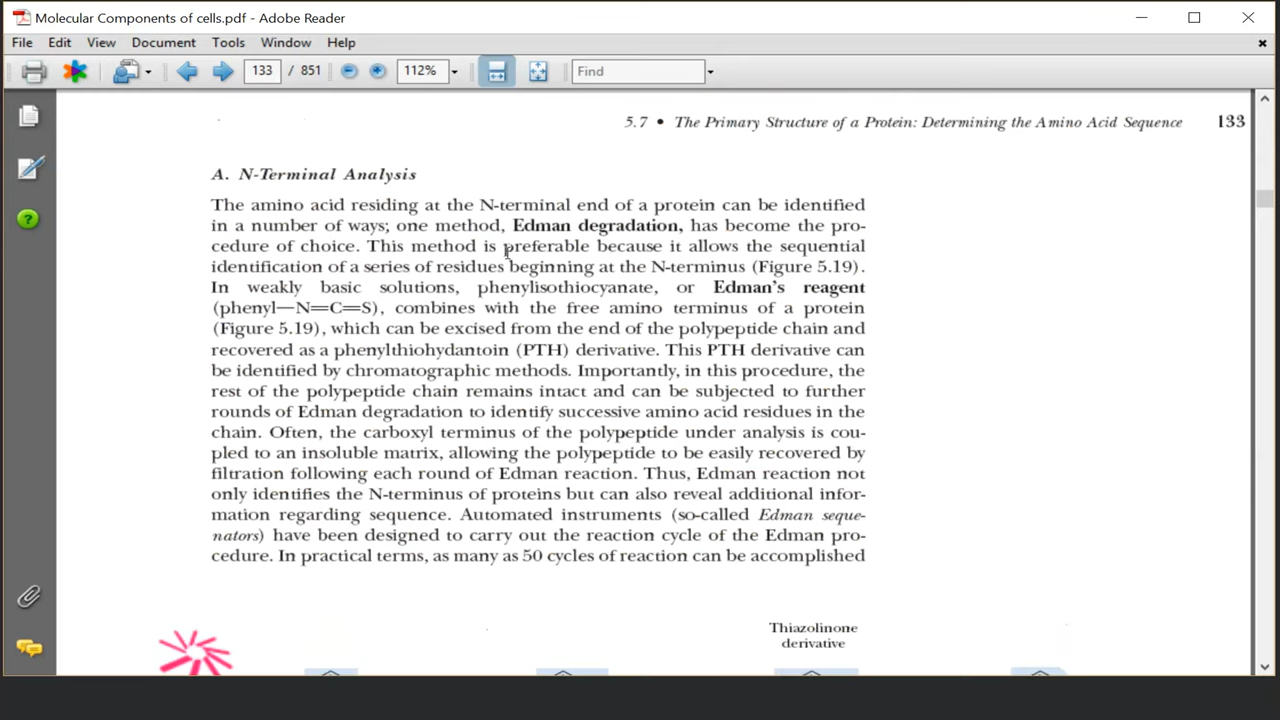 Molecular Components of cells.pdf - Adobe Reader
File Edit View Document Tools Window Help
133 / 851 112% Find
5.7 • The Primary Structure of a Protein: Determining the Amino Acid Sequence 133
A. N-Terminal Analysis
The amino acid residing at the N-terminal end of a protein can be identified
in a number of ways; one method, Edman degradation, has become the pro-
cedure of choice. This method is preferable because it allows the sequential
identification of a series of residues beginning at the N-terminus (Figure 5.19).
In weakly basic solutions, phenylisothiocyanate, or Edman's reagent
(phenyl—N═C═S), combines with the free amino terminus of a protein
(Figure 5.19), which can be excised from the end of the polypeptide chain and
recovered as a phenylthiohydantoin (PTH) derivative. This PTH derivative can
be identified by chromatographic methods. Importantly, in this procedure, the
rest of the polypeptide chain remains intact and can be subjected to further
rounds of Edman degradation to identify successive amino acid residues in the
chain. Often, the carboxyl terminus of the polypeptide under analysis is cou-
pled to an insoluble matrix, allowing the polypeptide to be easily recovered by
filtration following each round of Edman reaction. Thus, Edman reaction not
only identifies the N-terminus of proteins but can also reveal additional infor-
mation regarding sequence. Automated instruments (so-called Edman seque-
nators) have been designed to carry out the reaction cycle of the Edman pro-
cedure. In practical terms, as many as 50 cycles of reaction can be accomplished
Thiazolinone
derivative